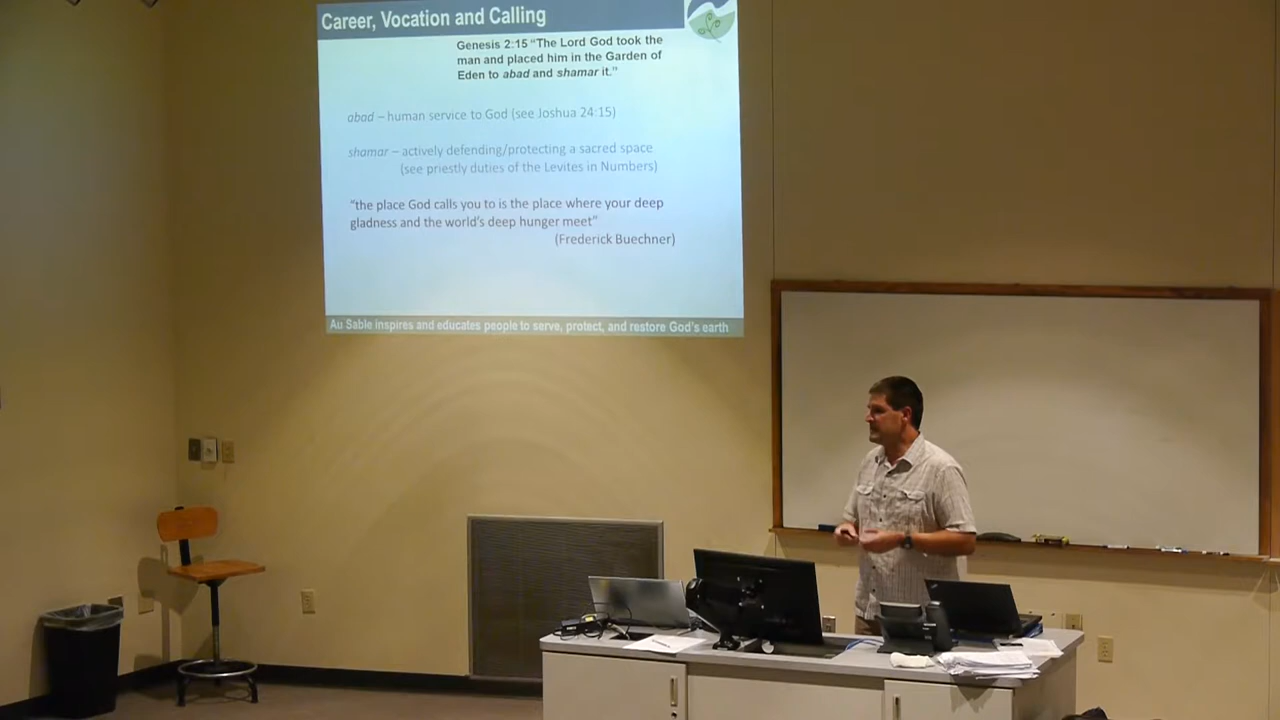 Career, Vocation and Calling
Genesis 2:15 “The Lord God took the
man and placed him in the Garden of
Eden to abad and shamar it.”
abad – human service to God (see Joshua 24:15)
shamar – actively defending/protecting a sacred space
(see priestly duties of the Levites in Numbers)
“the place God calls you to is the place where your deep
gladness and the world’s deep hunger meet”
(Frederick Buechner)
Au Sable inspires and educates people to serve, protect, and restore God’s earth